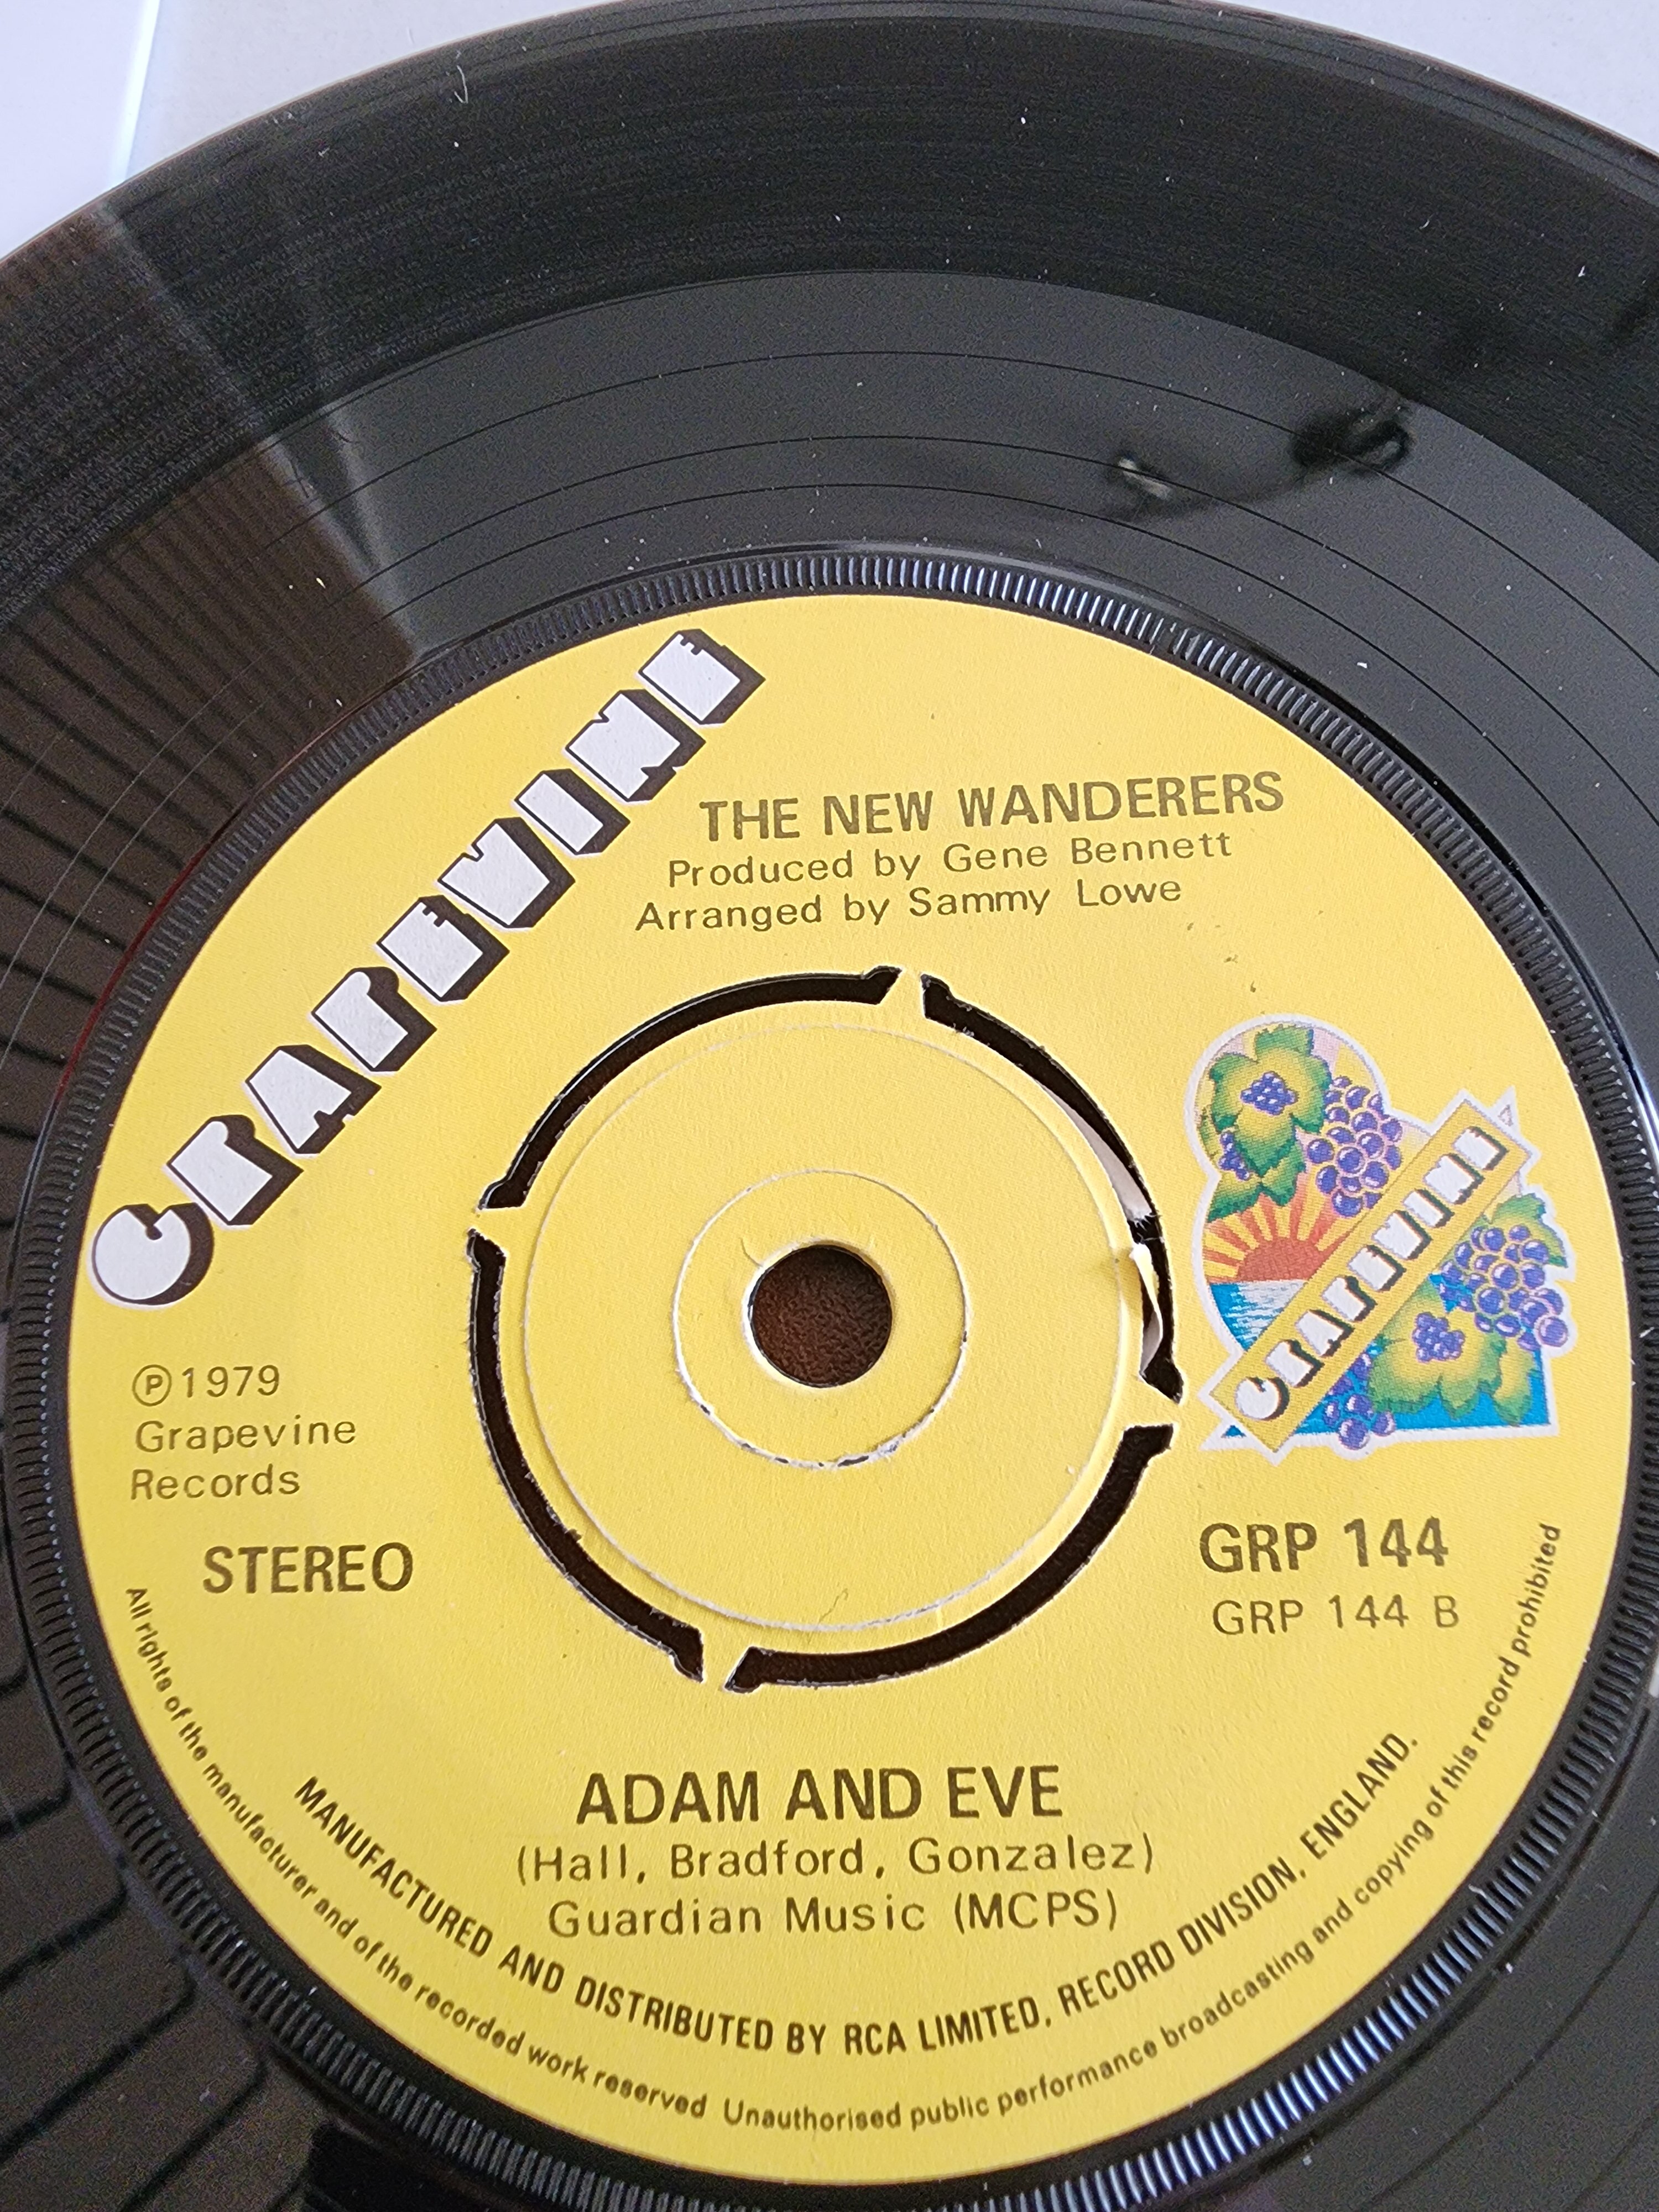 GRAPEVINE
THE NEW WANDERERS
Produced by Gene Bennett
Arranged by Sammy Lowe
GRAPEVINE
℗1979
Grapevine
Records
STEREO
GRP 144
GRP 144 B
ADAM AND EVE
(Hall, Bradford, Gonzalez)
Guardian Music (MCPS)
MANUFACTURED AND DISTRIBUTED BY RCA LIMITED, RECORD DIVISION, ENGLAND.
All rights of the manufacturer and of the recorded work reserved Unauthorised public performance broadcasting and copying of this record prohibited